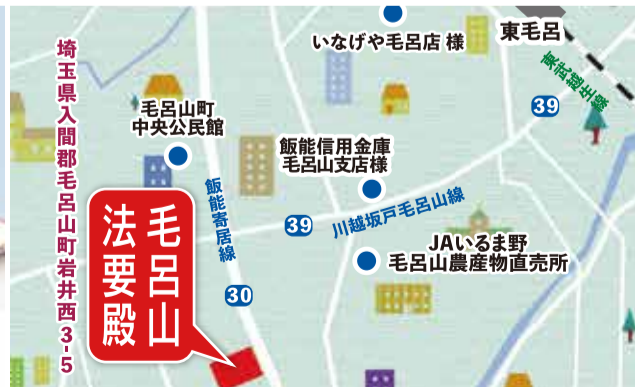 埼玉県入間郡毛呂山町岩井西3-5
いなげや毛呂店 様
東毛呂
東武越生線
39
毛呂山町
中央公民館
飯能信用金庫
毛呂山支店様
飯能寄居線
39
川越坂戸毛呂山線
JAいるま野
毛呂山農産物直売所
30
毛呂山
法要殿